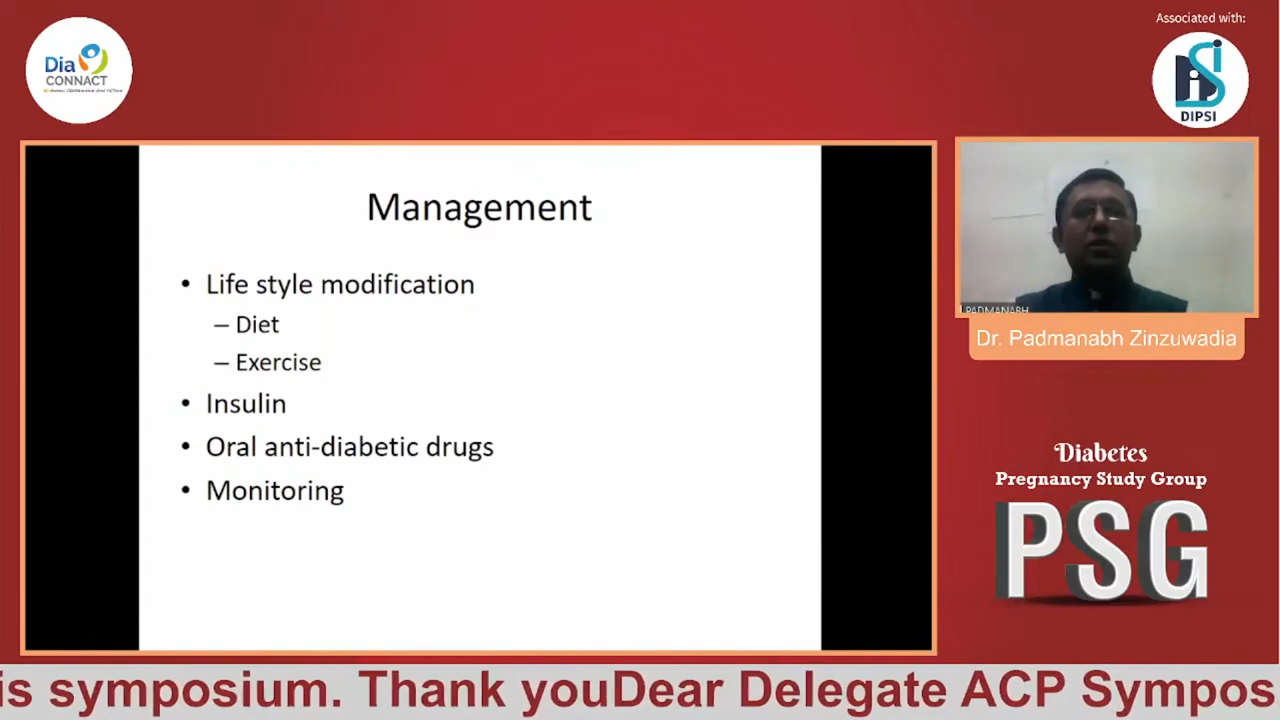 Associated with:
Dia
CONNACT
DIPSI
Management
• Life style modification
– Diet
– Exercise
• Insulin
• Oral anti-diabetic drugs
• Monitoring
PADMANABH
Dr. Padmanabh Zinzuwadia
Diabetes
Pregnancy Study Group
PSG
is symposium. Thank youDear Delegate ACP Sympos